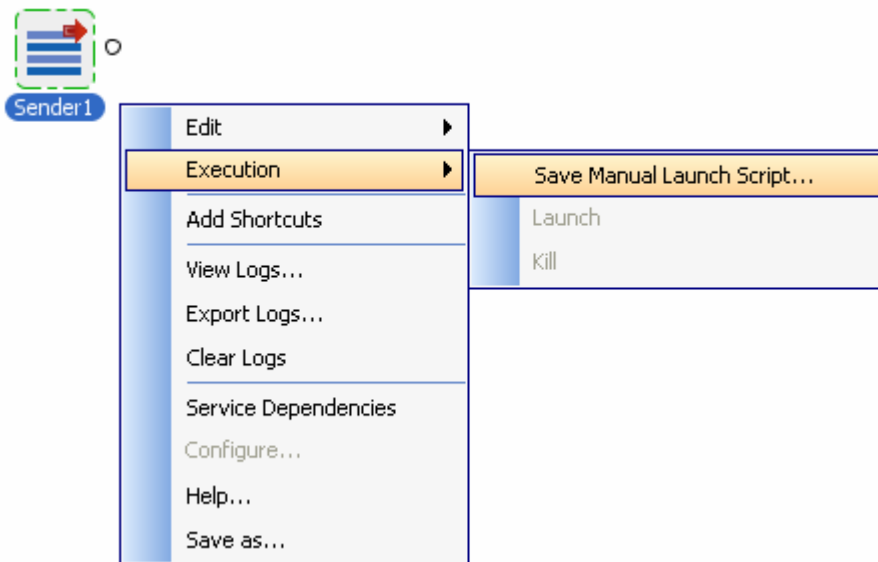 Sender1
Edit
Execution
Save Manual Launch Script...
Launch
Kill
Add Shortcuts
View Logs...
Export Logs...
Clear Logs
Service Dependencies
Configure...
Help...
Save as...